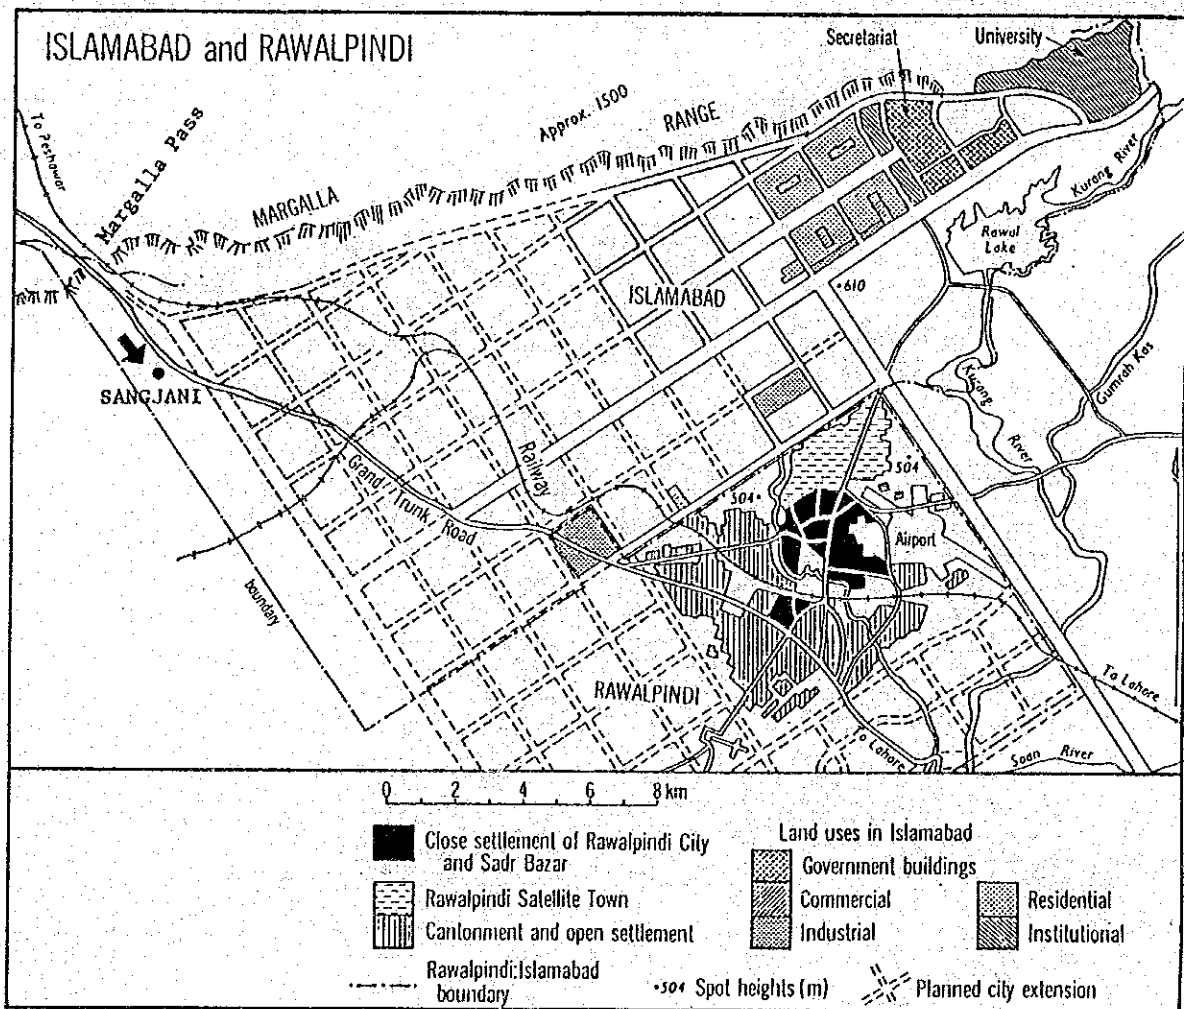 ISLAMABAD and RAWALPINDI
Secretariat
University
To Peshawar
Margalla Pass
Approx. 1500
MARGALLA
RANGE
Kurang River
Rawul
Lake
ISLAMABAD
•610
SANGJANI
Kurang
River
Gumrah Kas
Railway
Grand Trunk Road
504
504
Airport
boundary
RAWALPINDI
To Lahore
To Lahore
Soan River
0 2 4 6 8 km
Close settlement of Rawalpindi City
and Sadr Bazar
Rawalpindi Satellite Town
Cantonment and open settlement
Rawalpindi:Islamabad
boundary
Land uses in Islamabad
Government buildings
Commercial
Residential
Industrial
Institutional
•504 Spot heights (m)
Planned city extension